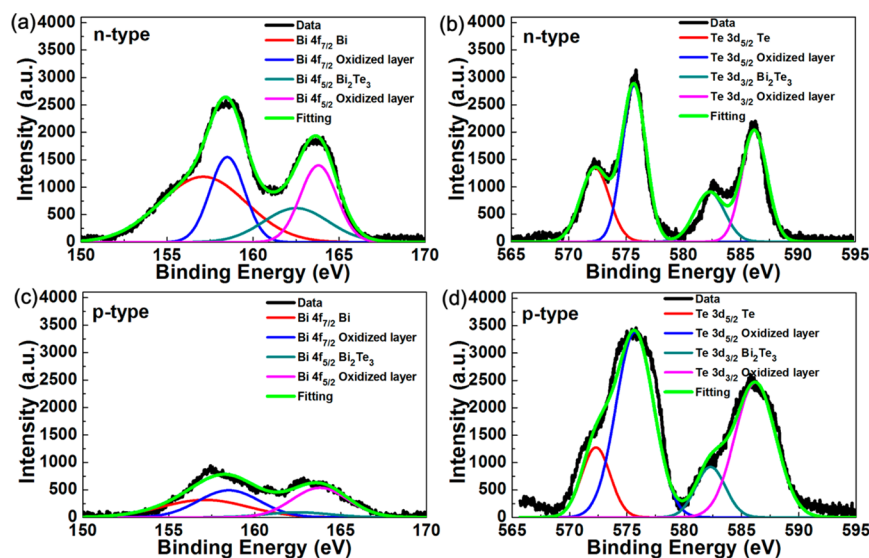 (a)
n-type
Data
Bi 4f7/2 Bi
Bi 4f7/2 Oxidized layer
Bi 4f5/2 Bi2Te3
Bi 4f5/2 Oxidized layer
Fitting
Intensity (a.u.)
4000
3500
3000
2500
2000
1500
1000
500
0
150 155 160 165 170
Binding Energy (eV)
(b)
n-type
Data
Te 3d5/2 Te
Te 3d5/2 Oxidized layer
Te 3d3/2 Bi2Te3
Te 3d3/2 Oxidized layer
Fitting
Intensity (a.u.)
4000
3500
3000
2500
2000
1500
1000
500
0
565 570 575 580 585 590 595
Binding Energy (eV)
(c)
p-type
Data
Bi 4f7/2 Bi
Bi 4f7/2 Oxidized layer
Bi 4f5/2 Bi2Te3
Bi 4f5/2 Oxidized layer
Fitting
Intensity (a.u.)
4000
3500
3000
2500
2000
1500
1000
500
0
150 155 160 165 170
Binding Energy (eV)
(d)
p-type
Data
Te 3d5/2 Te
Te 3d5/2 Oxidized layer
Te 3d3/2 Bi2Te3
Te 3d3/2 Oxidized layer
Fitting
Intensity (a.u.)
4000
3500
3000
2500
2000
1500
1000
500
0
565 570 575 580 585 590 595
Binding Energy (eV)